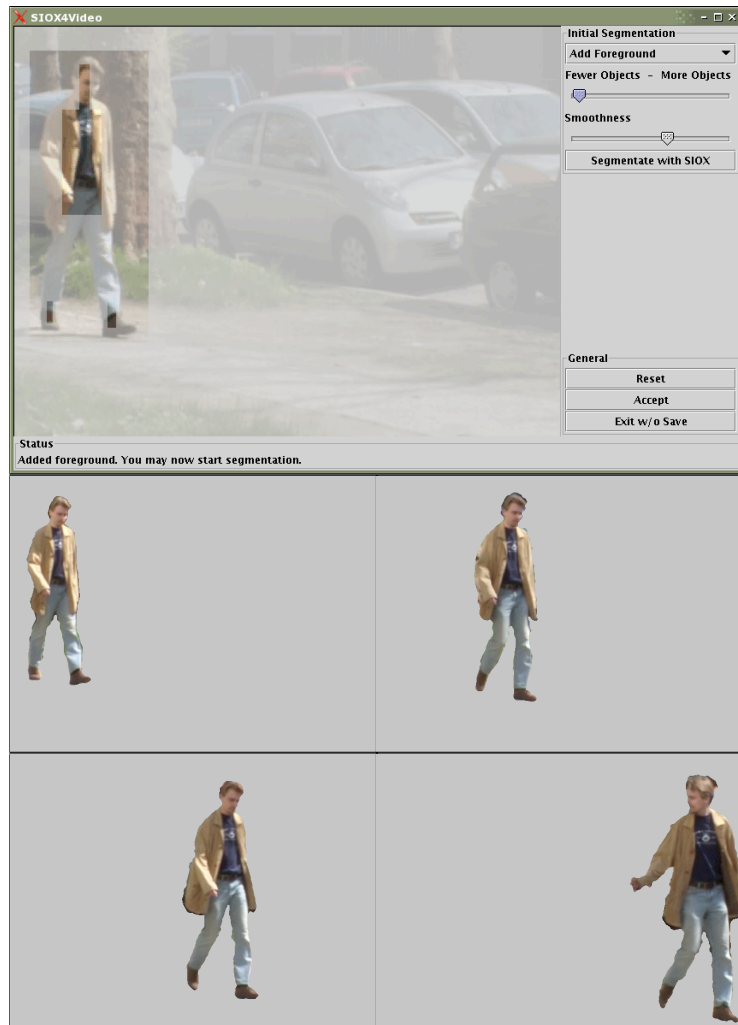 SIOX4Video
Initial Segmentation
Add Foreground
Fewer Objects - More Objects
Smoothness
Segmentate with SIOX
General
Reset
Accept
Exit w/o Save
Status
Added foreground. You may now start segmentation.